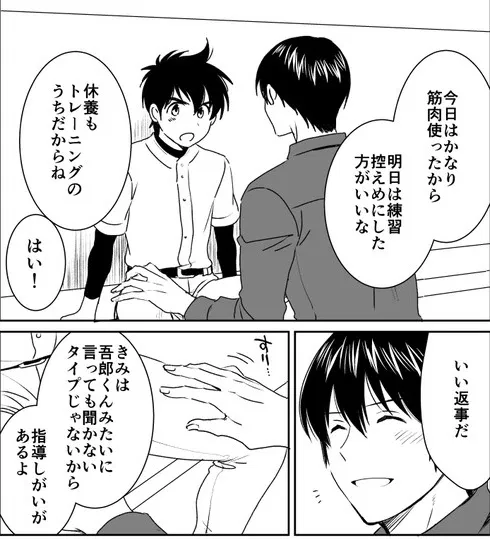 今日はかなり
筋肉使ったから
明日は練習
控えめにした
方がいいな
休養も
トレーニングの
うちだからね
はい!
いい返事だ
す…
きみは
吾郎くんみたいに
言っても聞かない
タイプじゃないから
指導しがいが
あるよ